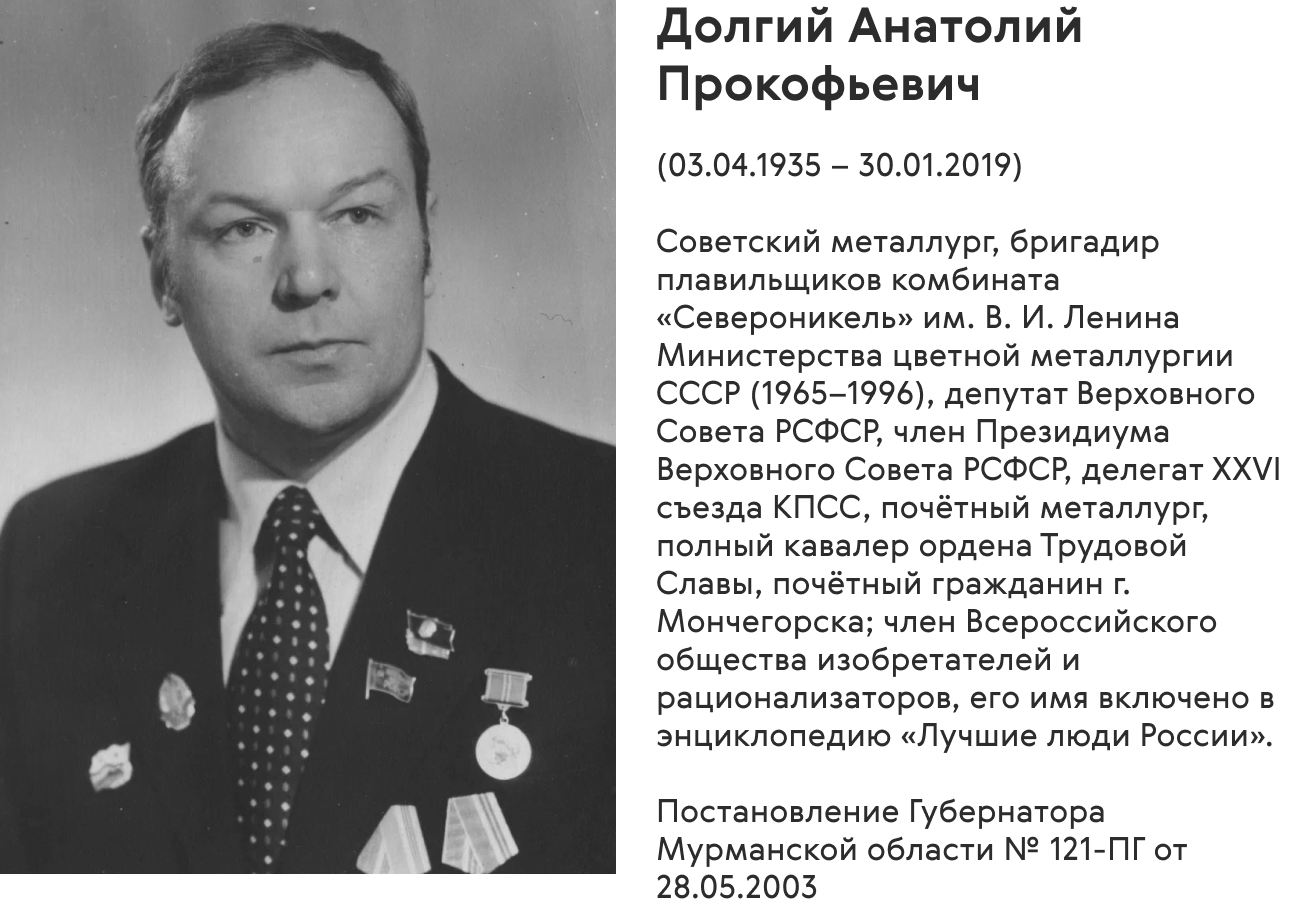 Долгий Анатолий
Прокофьевич
(03.04.1935 – 30.01.2019)
Советский металлург, бригадир
плавильщиков комбината
«Североникель» им. В. И. Ленина
Министерства цветной металлургии
СССР (1965–1996), депутат Верховного
Совета РСФСР, член Президиума
Верховного Совета РСФСР, делегат XXVI
съезда КПСС, почётный металлург,
полный кавалер ордена Трудовой
Славы, почётный гражданин г.
Мончегорска; член Всероссийского
общества изобретателей и
рационализаторов, его имя включено в
энциклопедию «Лучшие люди России».
Постановление Губернатора
Мурманской области № 121-ПГ от
28.05.2003